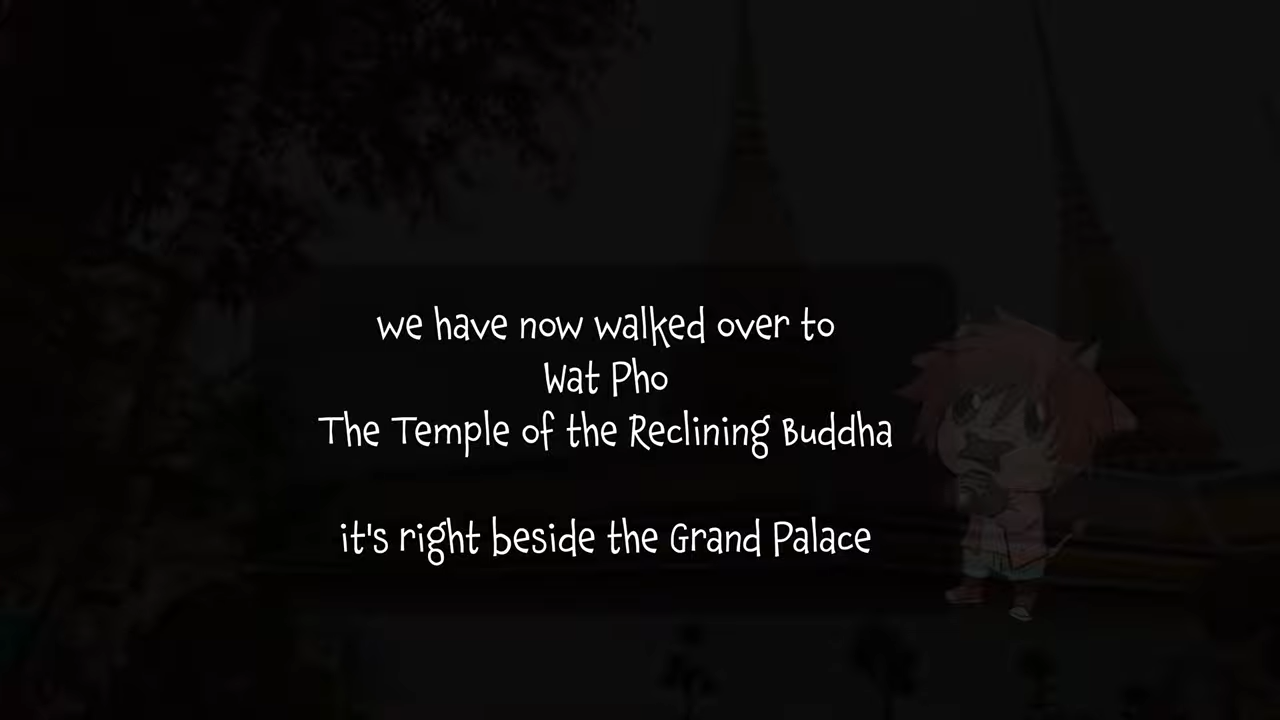 we have now walked over to
Wat Pho
The Temple of the Reclining Buddha
it's right beside the Grand Palace